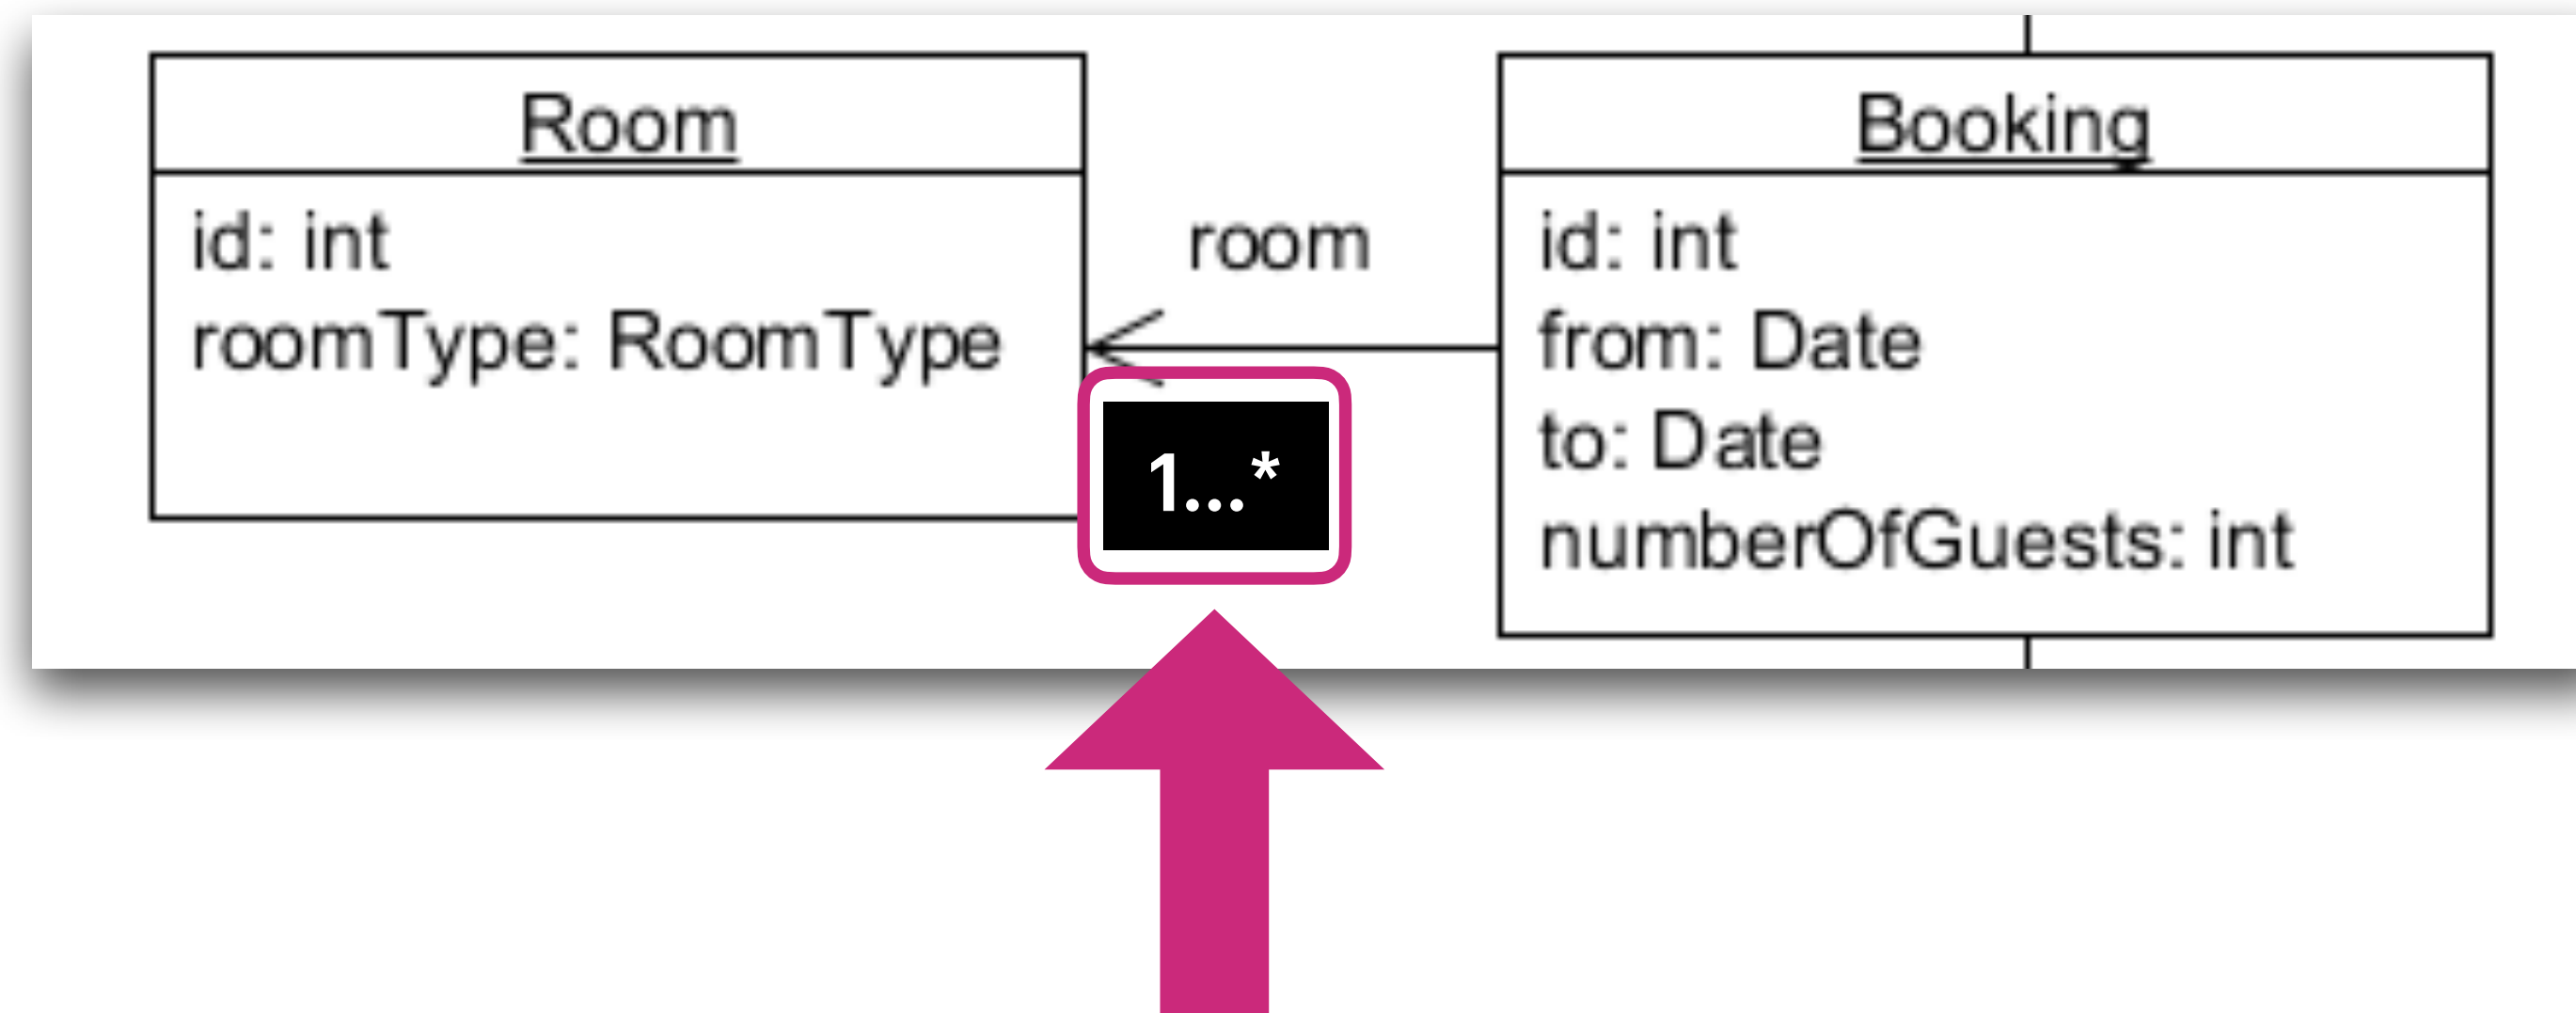 Room
id: int
roomType: RoomType
room
1...*
Booking
id: int
from: Date
to: Date
numberOfGuests: int